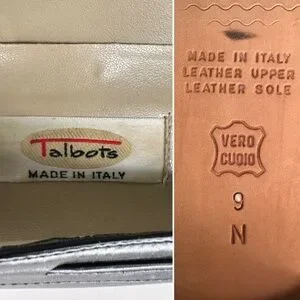 Talbots
MADE IN ITALY
MADE IN ITALY
LEATHER UPPER
LEATHER SOLE
VERO
CUOIO
9
N